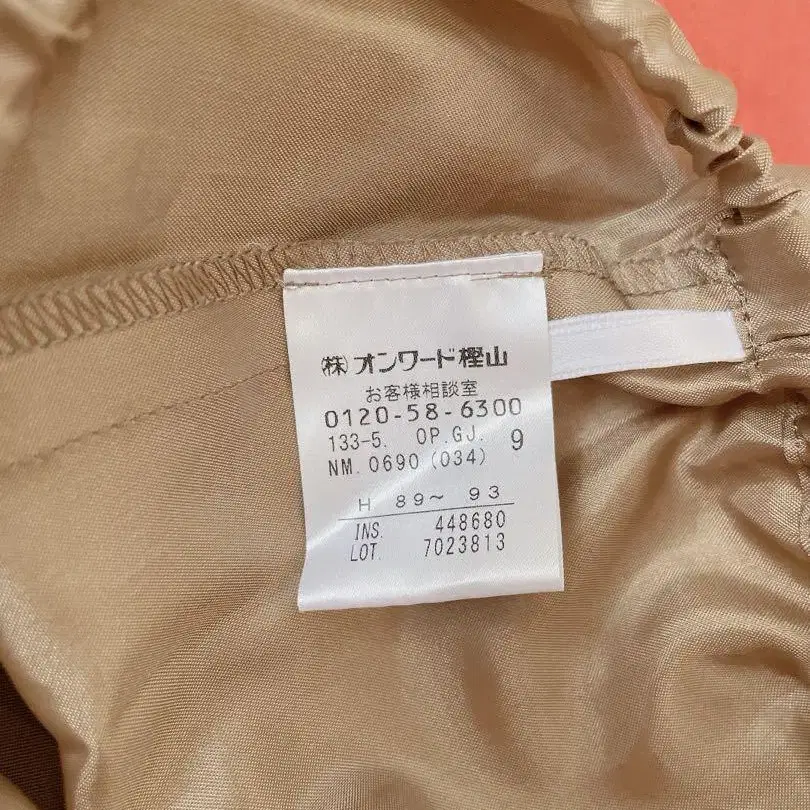 ㈱オンワード樫山
お客様相談室
0120-58-6300
133-5. OP.GJ. 9
NM. 0690 (034)
H 89～ 93
INS. 448680
LOT. 7023813